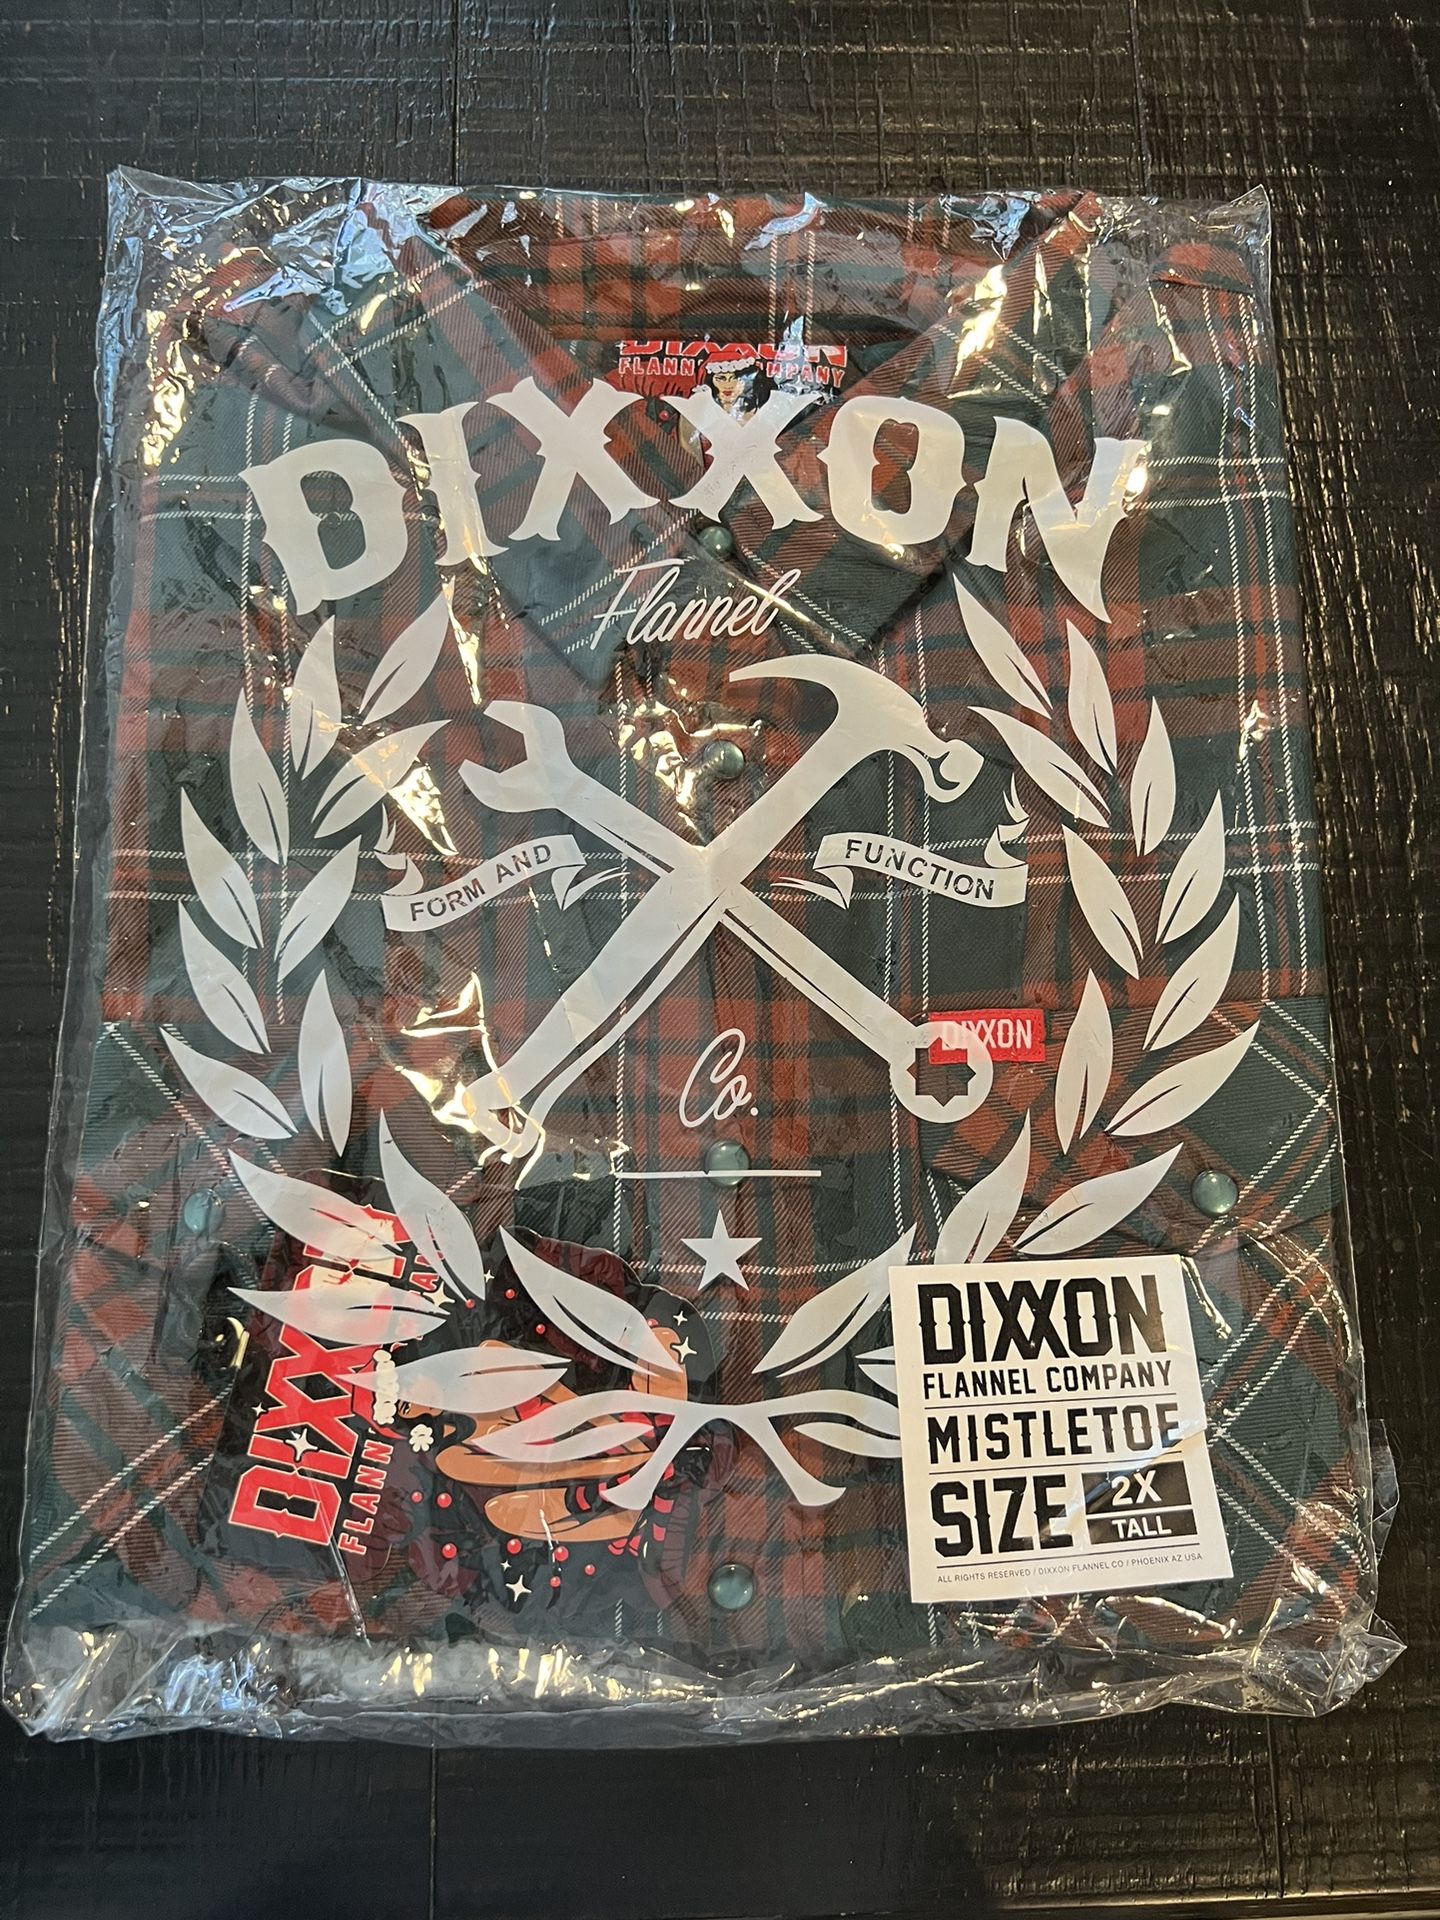 DIXXON
FLANNEL COMPANY
DIXXON
Flannel
FORM AND
FUNCTION
DIXXON
Co.
DIXXON
FLANN
DIXXON
FLANNEL COMPANY
MISTLETOE
SIZE
2X
TALL
ALL RIGHTS RESERVED / DIXXON FLANNEL CO / PHOENIX AZ USA